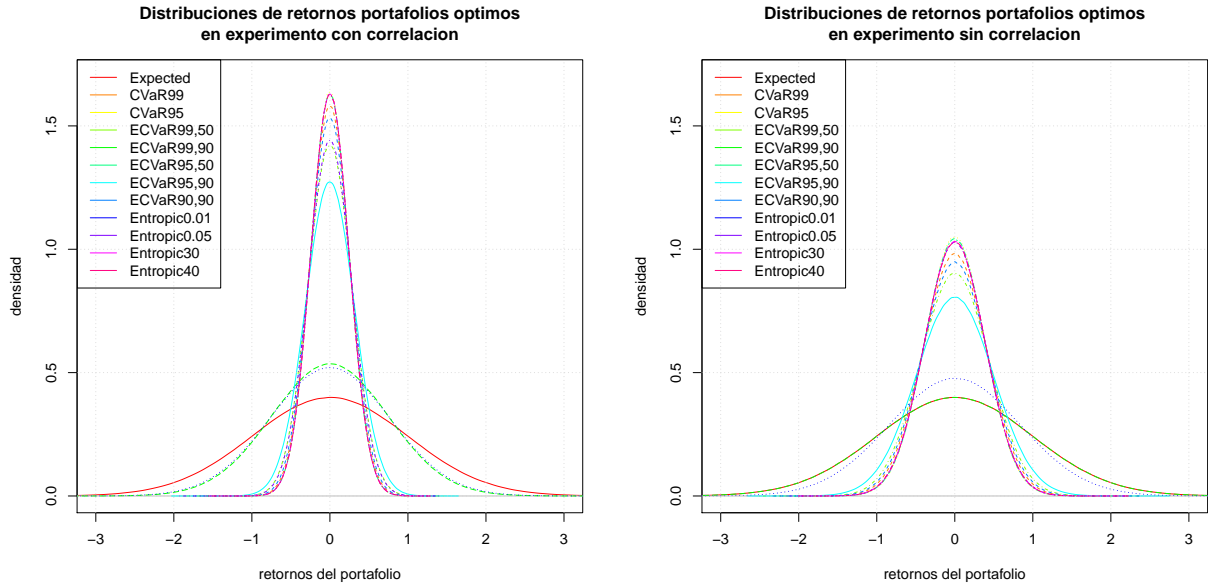 Distribuciones de retornos portafolios optimos
en experimento con correlacion
1.5
1.0
0.5
0.0
densidad
Expected
CVaR99
CVaR95
ECVaR99,50
ECVaR99,90
ECVaR95,50
ECVaR95,90
ECVaR90,90
Entropic0.01
Entropic0.05
Entropic30
Entropic40
−3 −2 −1 0 1 2 3
retornos del portafolio
Distribuciones de retornos portafolios optimos
en experimento sin correlacion
1.5
1.0
0.5
0.0
densidad
Expected
CVaR99
CVaR95
ECVaR99,50
ECVaR99,90
ECVaR95,50
ECVaR95,90
ECVaR90,90
Entropic0.01
Entropic0.05
Entropic30
Entropic40
−3 −2 −1 0 1 2 3
retornos del portafolio